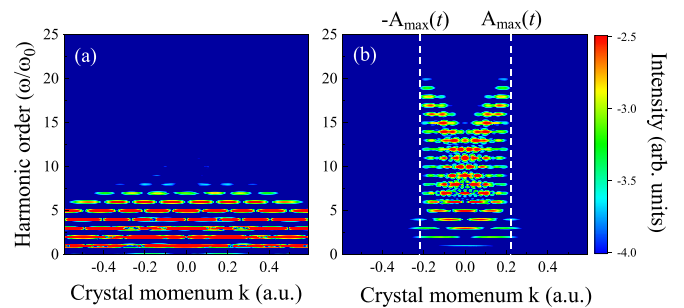 -Aₘₐₓ(t) Aₘₐₓ(t)
(a) (b)
Harmonic order (ω/ω₀)
25
20
15
10
5
0
-0.4 -0.2 0.0 0.2 0.4
Crystal momenum k (a.u.)
25
20
15
10
5
0
-0.4 -0.2 0.0 0.2 0.4
Crystal momenum k (a.u.)
-2.5
-3.0
-3.5
-4.0
Intensity (arb. units)